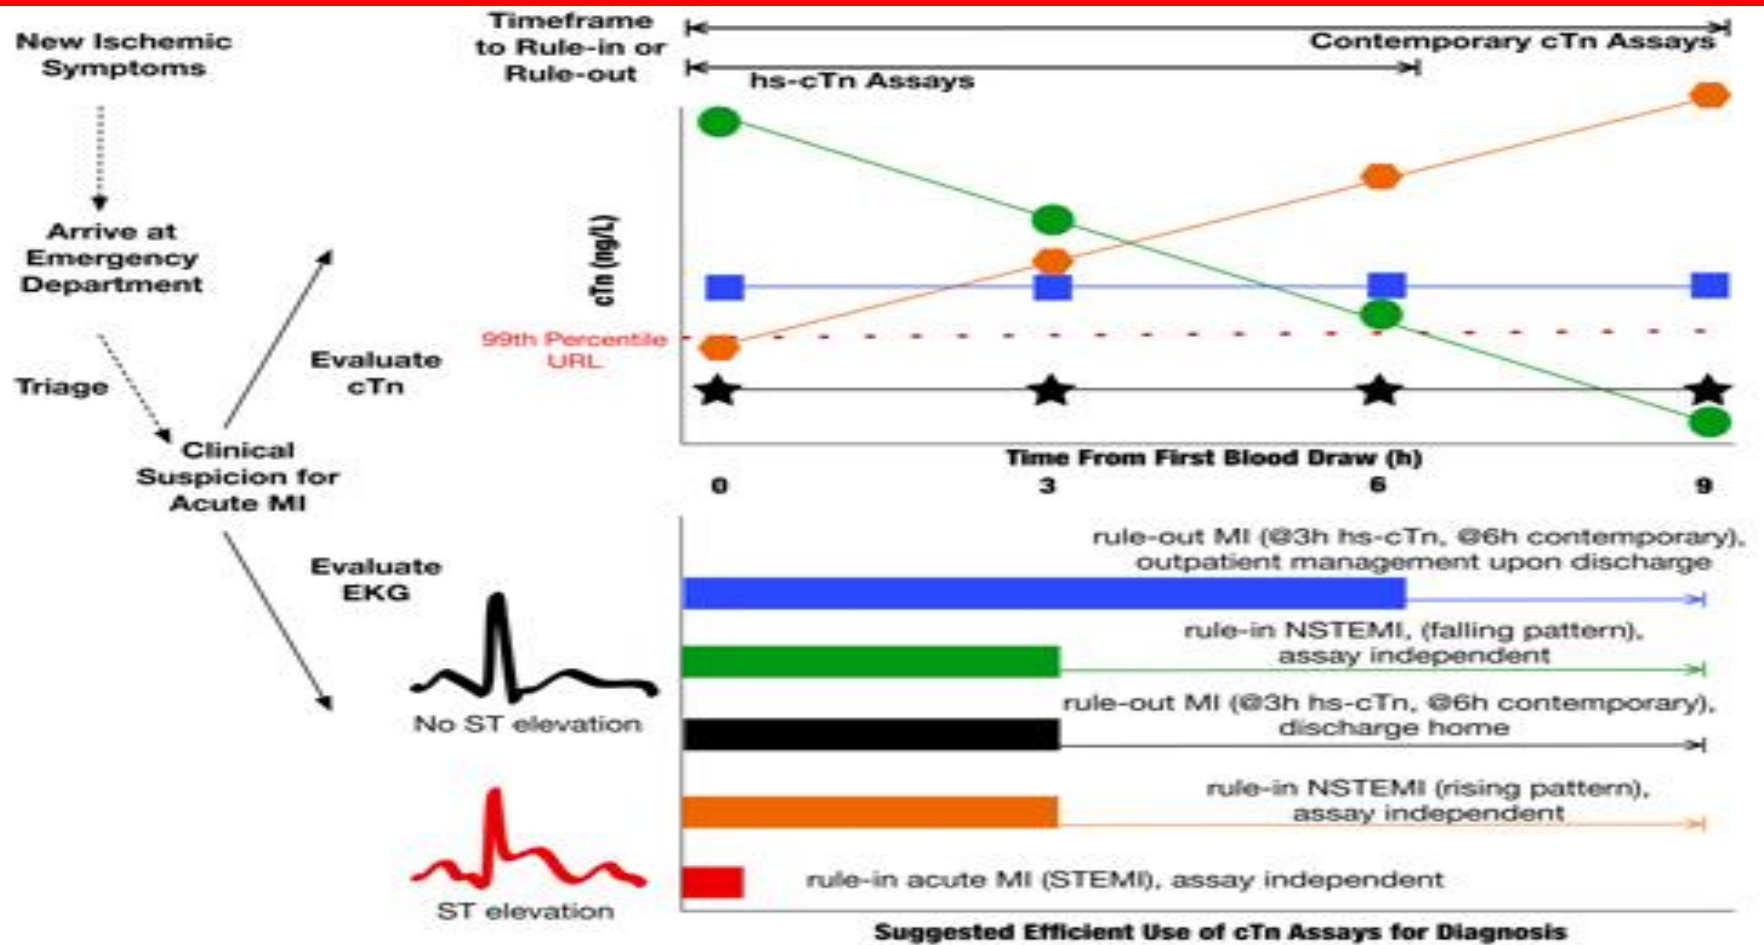 New Ischemic
Symptoms
Arrive at
Emergency
Department
Triage
Evaluate
cTn
Clinical
Suspicion for
Acute MI
Evaluate
EKG
No ST elevation
ST elevation
Timeframe
to Rule-in or
Rule-out
Contemporary cTn Assays
hs-cTn Assays
cTn (ng/L)
99th Percentile
URL
Time From First Blood Draw (h)
0 3 6 9
rule-out MI (@3h hs-cTn, @6h contemporary),
outpatient management upon discharge
rule-in NSTEMI, (falling pattern),
assay independent
rule-out MI (@3h hs-cTn, @6h contemporary),
discharge home
rule-in NSTEMI (rising pattern),
assay independent
rule-in acute MI (STEMI), assay independent
Suggested Efficient Use of cTn Assays for Diagnosis